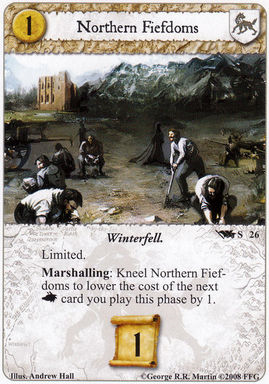 1
Northern Fiefdoms
S 26
Winterfell.
Limited.
Marshalling: Kneel Northern Fief-
doms to lower the cost of the next
card you play this phase by 1.
1
Illus. Andrew Hall
©George R.R. Martin ©2008 FFG